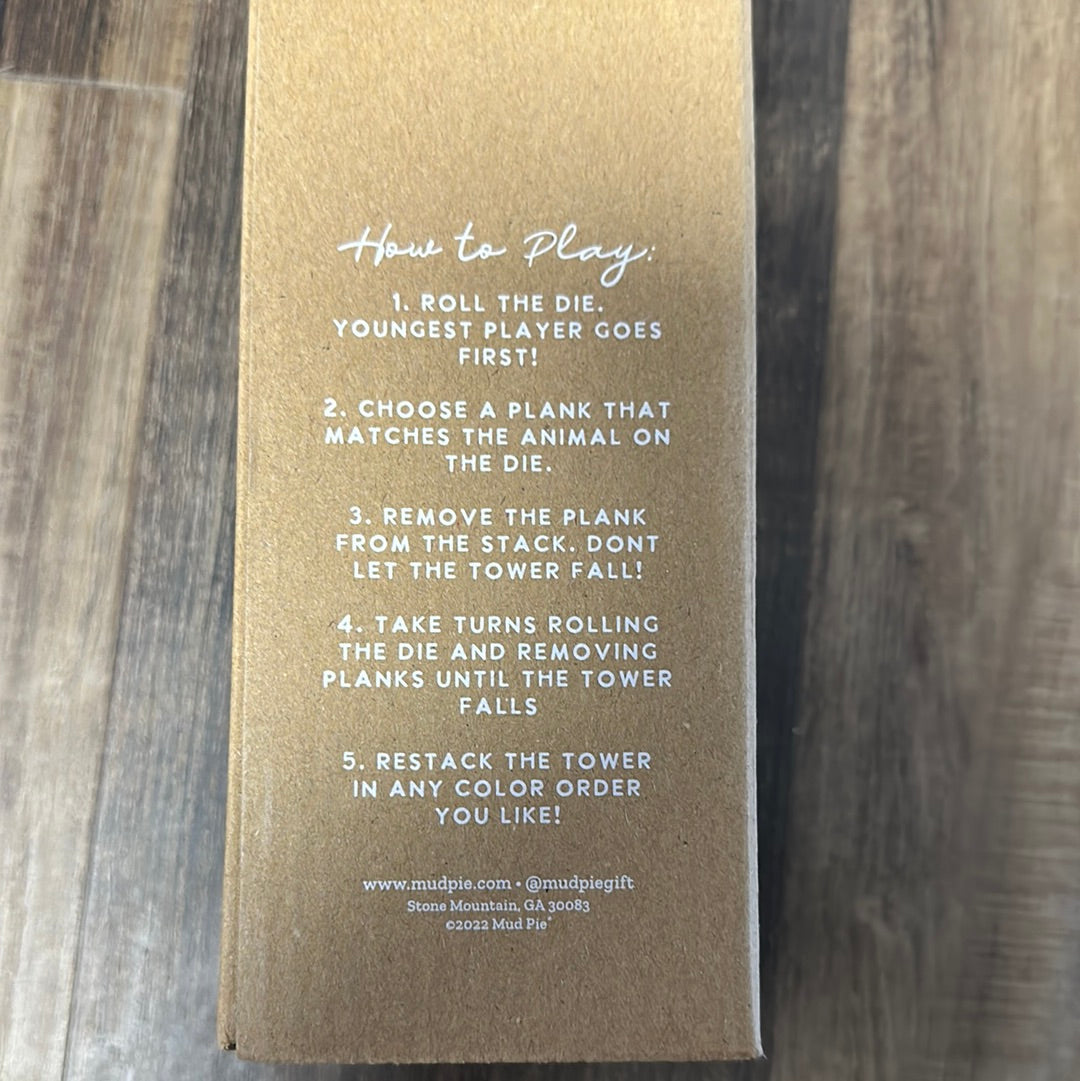 How to Play:
1. ROLL THE DIE.
YOUNGEST PLAYER GOES
FIRST!
2. CHOOSE A PLANK THAT
MATCHES THE ANIMAL ON
THE DIE.
3. REMOVE THE PLANK
FROM THE STACK. DONT
LET THE TOWER FALL!
4. TAKE TURNS ROLLING
THE DIE AND REMOVING
PLANKS UNTIL THE TOWER
FALLS
5. RESTACK THE TOWER
IN ANY COLOR ORDER
YOU LIKE!
www.mudpie.com • @mudpiegift
Stone Mountain, GA 30083
©2022 Mud Pie®